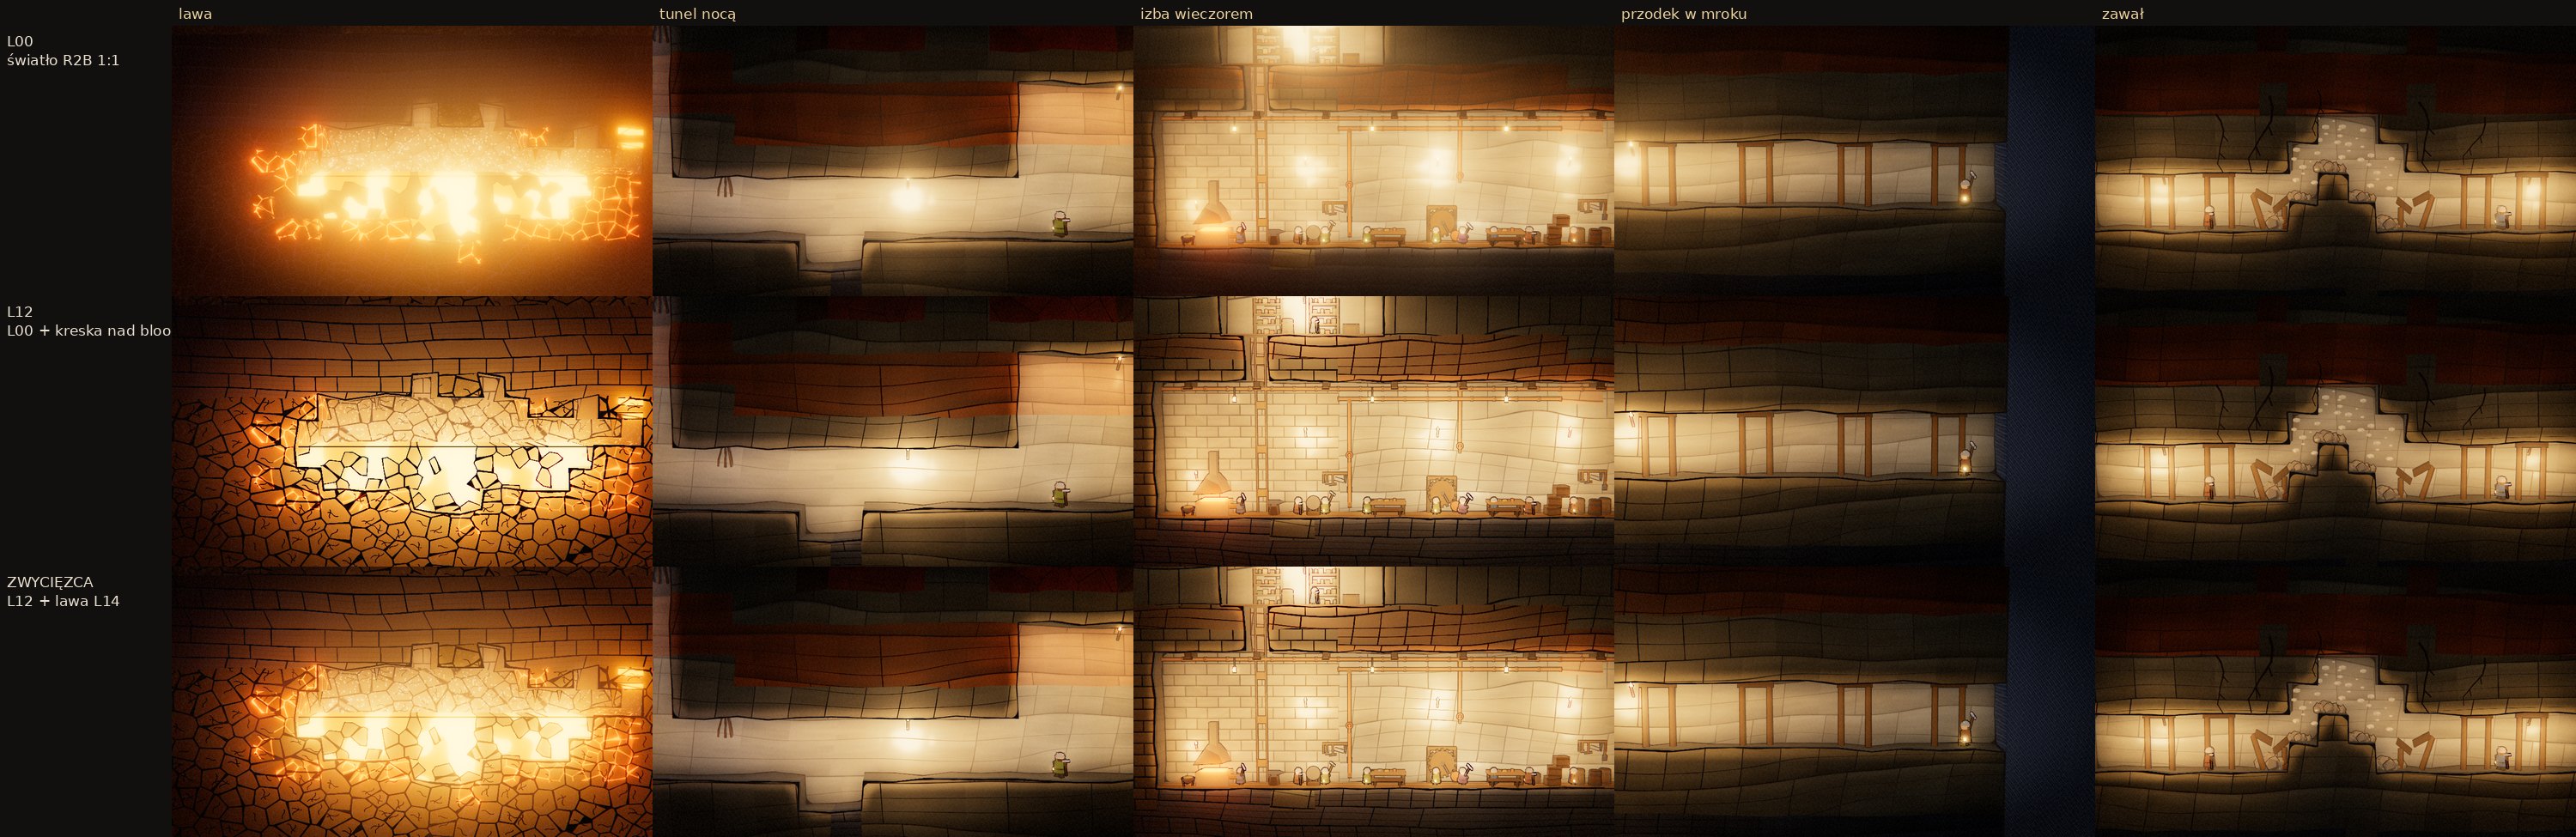 lawa
tunel nocą
izba wieczorem
przodek w mroku
zawał
L00
światło R2B 1:1
L12
L00 + kreska nad bloo
ZWYCIĘZCA
L12 + lawa L14